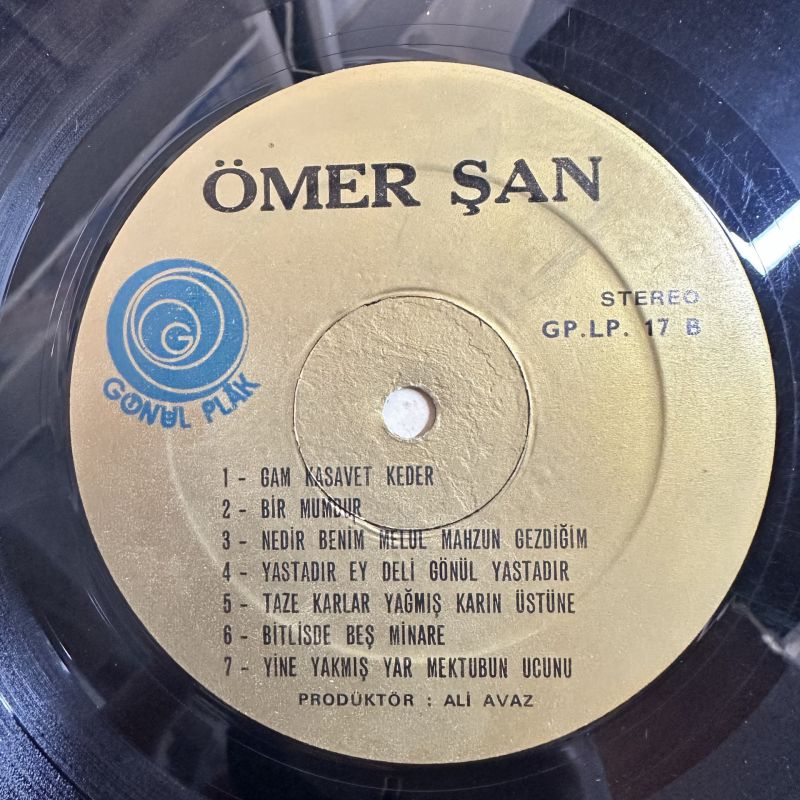 ÖMER ŞAN
STEREO
GP.LP. 17 B
G
GÖNÜL PLÂK
1 - GAM KASAVET KEDER
2 - BİR MUMDUR
3 - NEDİR BENİM MELUL MAHZUN GEZDİĞİM
4 - YASTADIR EY DELİ GÖNÜL YASTADIR
5 - TAZE KARLAR YAĞMIŞ KARIN ÜSTÜNE
6 - BİTLİSDE BEŞ MİNARE
7 - YİNE YAKMIŞ YAR MEKTUBUN UCUNU
PRODÜKTÖR : ALİ AVAZ